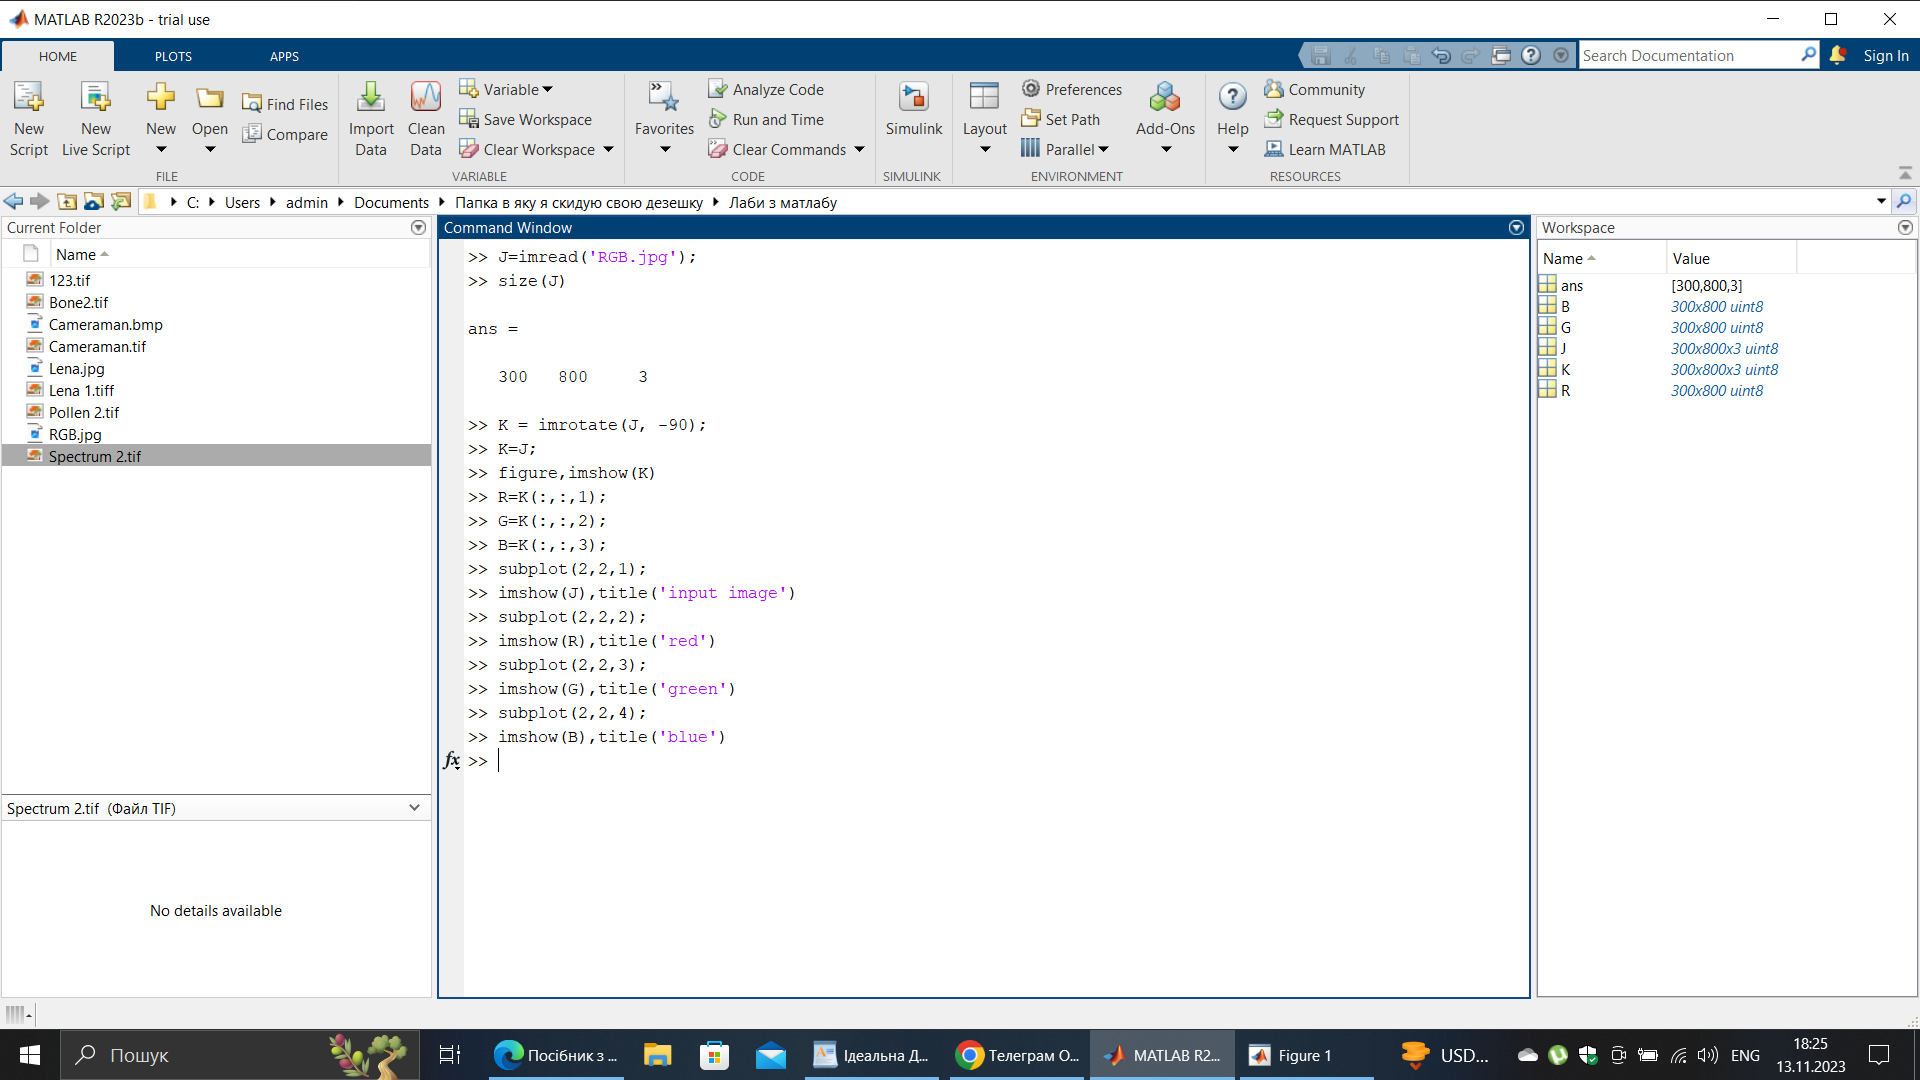 MATLAB R2023b - trial use
HOME PLOTS APPS
Search Documentation
Sign In
New Script
New Live Script
New
Open
Find Files
Compare
FILE
Import Data
Clean Data
Variable
Save Workspace
Clear Workspace
VARIABLE
Favorites
Analyze Code
Run and Time
Clear Commands
CODE
Simulink
SIMULINK
Layout
Preferences
Set Path
Parallel
Add-Ons
ENVIRONMENT
Help
Community
Request Support
Learn MATLAB
RESOURCES
C: Users admin Documents Папка в яку я скидую свою дезешку Лаби з матлабу
Current Folder
Name
123.tif
Bone2.tif
Cameraman.bmp
Cameraman.tif
Lena.jpg
Lena 1.tiff
Pollen 2.tif
RGB.jpg
Spectrum 2.tif
Spectrum 2.tif (Файл TIF)
No details available
Command Window
>> J=imread('RGB.jpg');
>> size(J)
ans =
300 800 3
>> K = imrotate(J, -90);
>> K=J;
>> figure,imshow(K)
>> R=K(:,:,1);
>> G=K(:,:,2);
>> B=K(:,:,3);
>> subplot(2,2,1);
>> imshow(J),title('input image')
>> subplot(2,2,2);
>> imshow(R),title('red')
>> subplot(2,2,3);
>> imshow(G),title('green')
>> subplot(2,2,4);
>> imshow(B),title('blue')
fx >>
Workspace
Name Value
ans [300,800,3]
B 300x800 uint8
G 300x800 uint8
J 300x800x3 uint8
K 300x800x3 uint8
R 300x800 uint8
Пошук
Посібник з ...
Ідеальна Д...
Телеграм О...
MATLAB R2...
Figure 1
USD...
ENG
18:25
13.11.2023